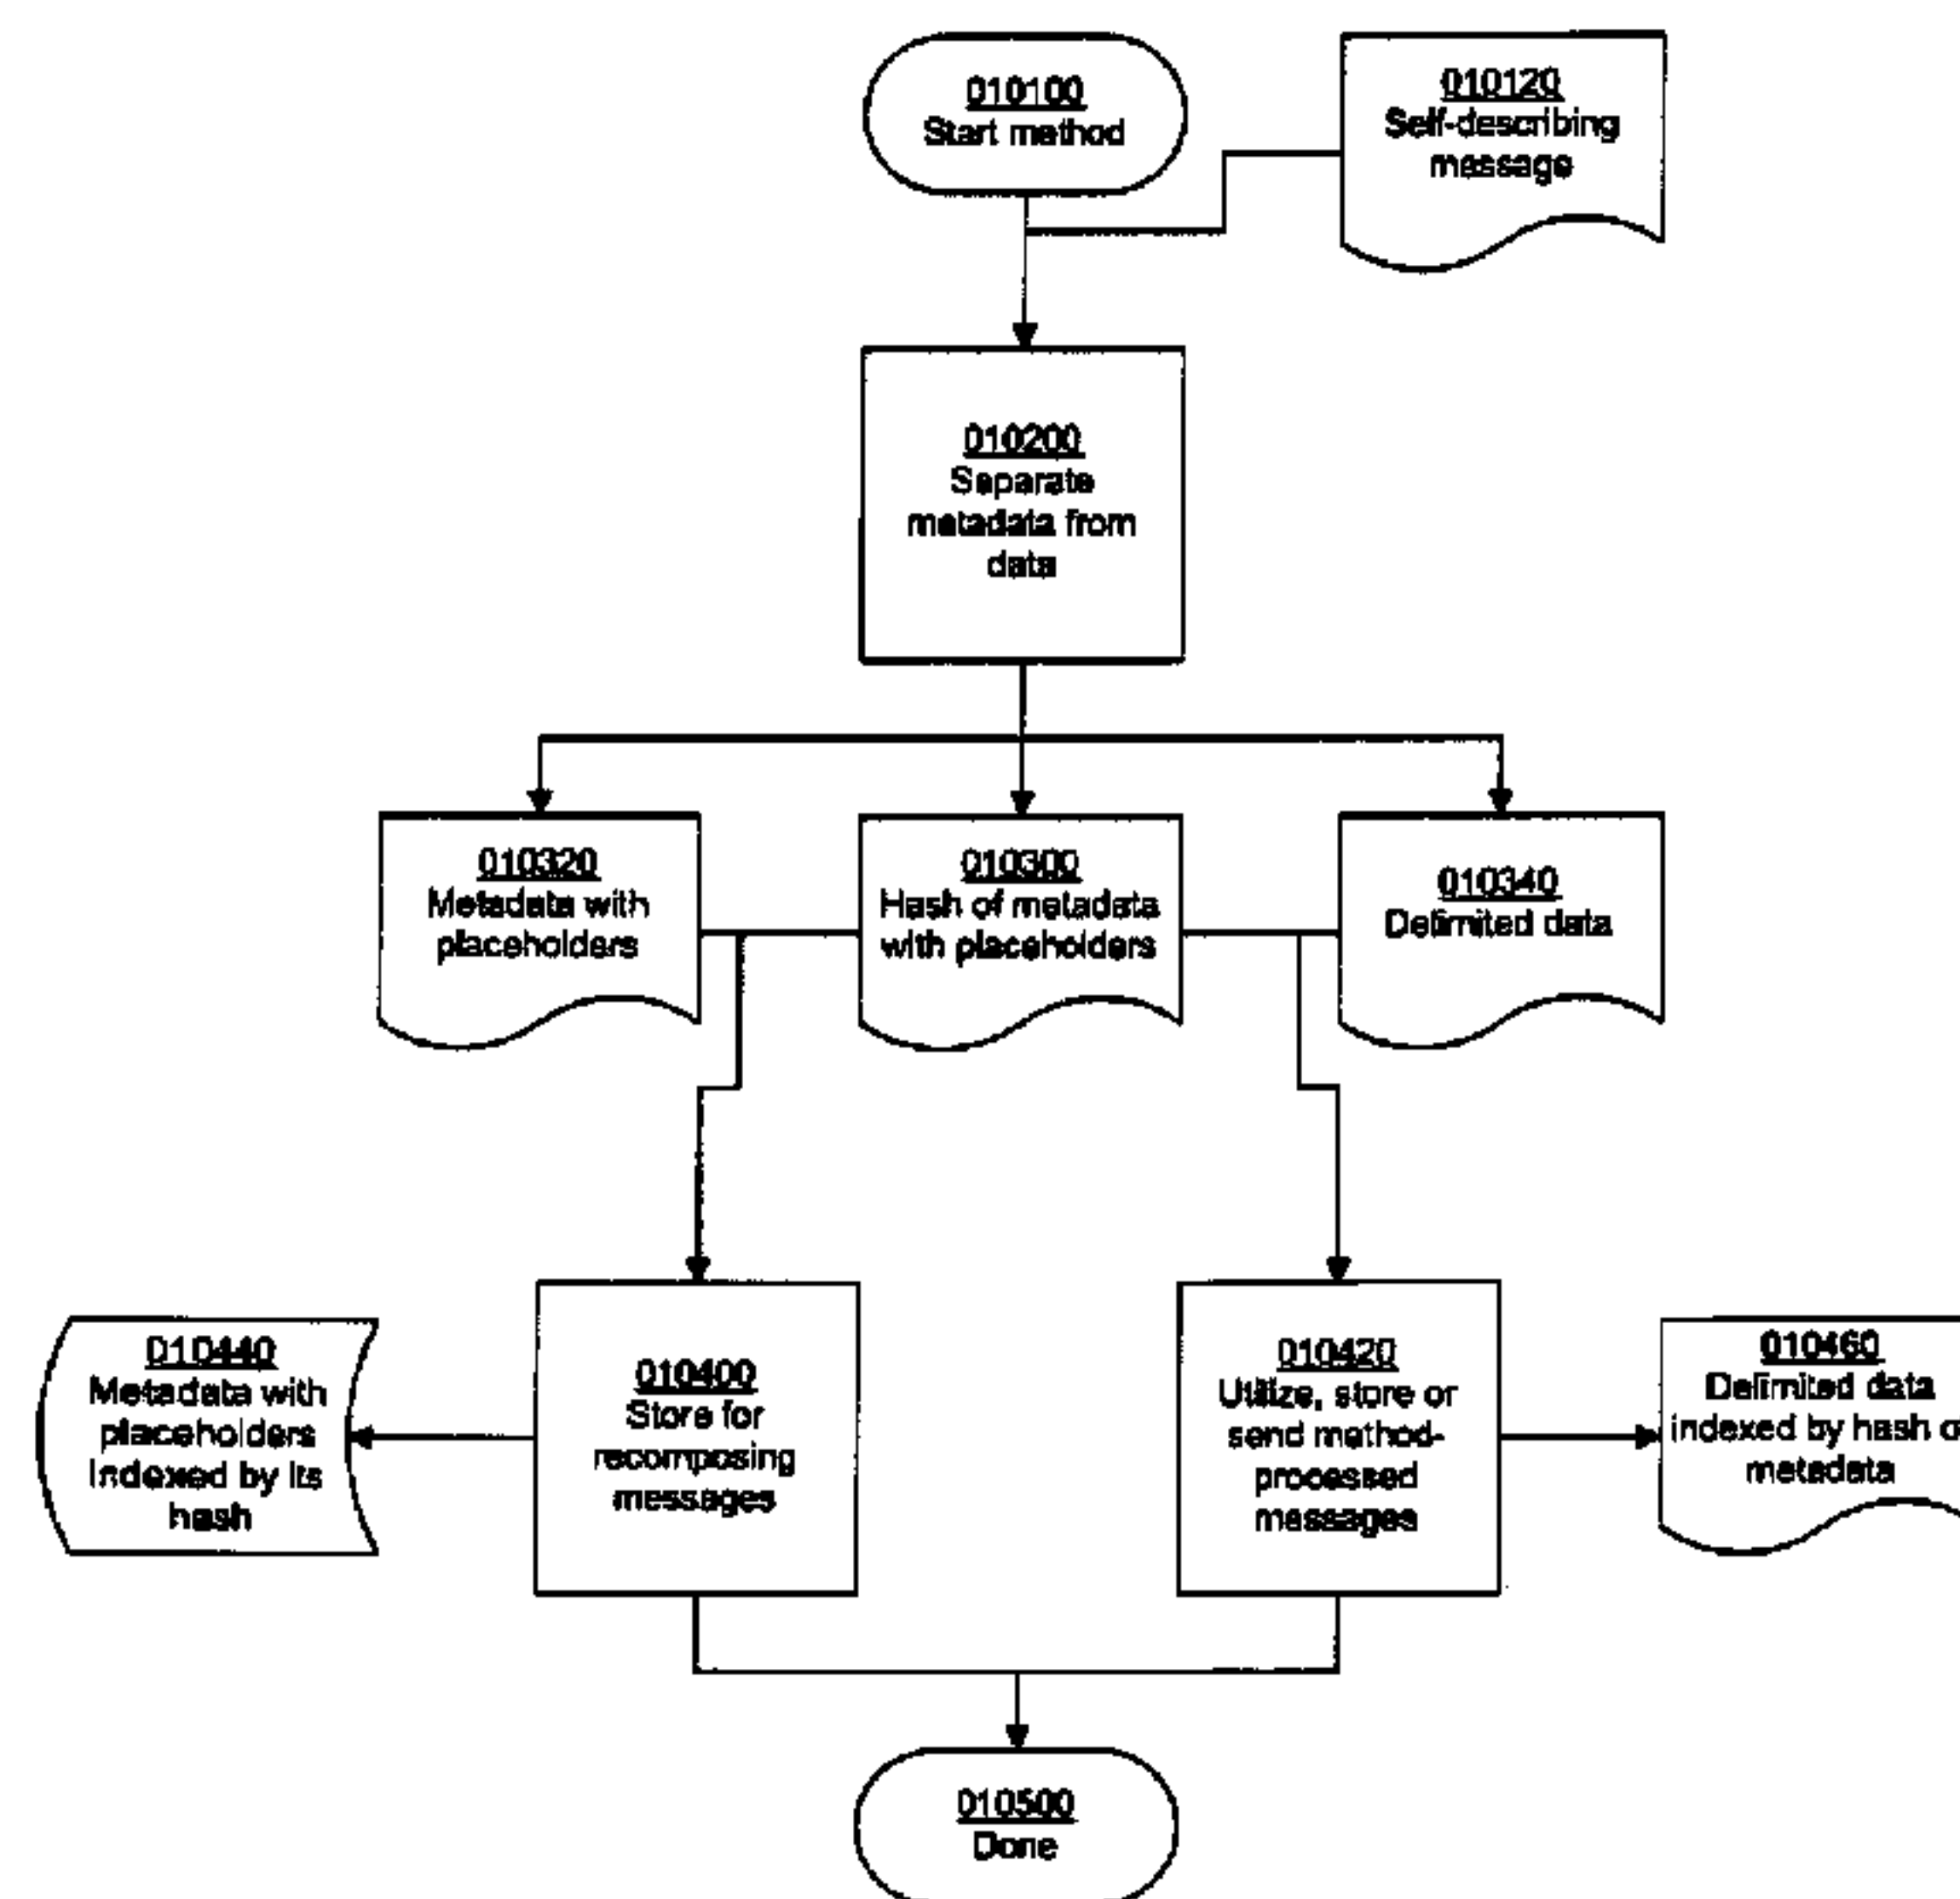 010100
Start method
010120
Self-describing
message
010200
Separate
metadata from
data
010320
Metadata with
placeholders
010300
Hash of metadata
with placeholders
010340
Delimited data
010440
Metadata with
placeholders
Indexed by its
hash
010400
Store for
recomposing
messages
010420
Utilize, store or
send method-
processed
messages
010460
Delimited data
indexed by hash
metadata
010500
Done